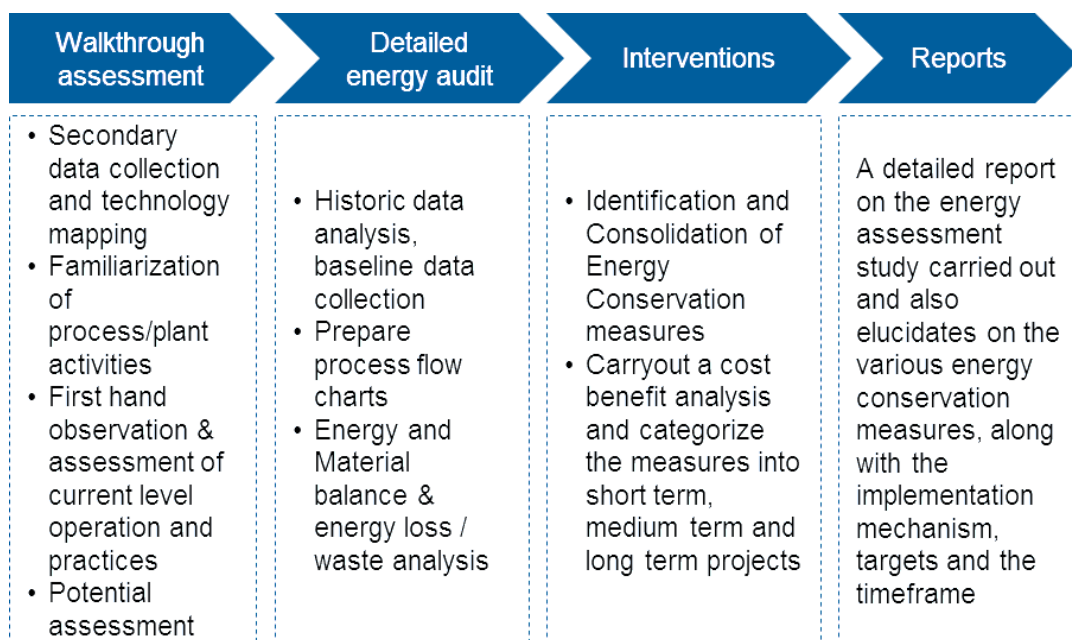 Walkthrough
assessment
Detailed
energy audit
Interventions
Reports
• Secondary
data collection
and technology
mapping
• Familiarization
of
process/plant
activities
• First hand
observation &
assessment of
current level
operation and
practices
• Potential
assessment
• Historic data
analysis,
baseline data
collection
• Prepare
process flow
charts
• Energy and
Material
balance &
energy loss /
waste analysis
• Identification and
Consolidation of
Energy
Conservation
measures
• Carryout a cost
benefit analysis
and categorize
the measures into
short term,
medium term and
long term projects
A detailed report
on the energy
assessment
study carried out
and also
elucidates on the
various energy
conservation
measures, along
with the
implementation
mechanism,
targets and the
timeframe